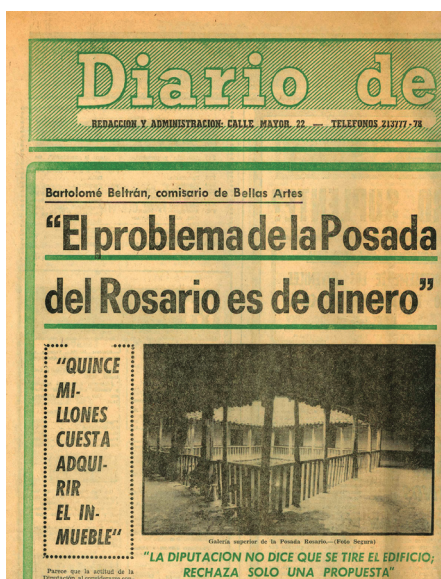 Diario de
REDACCION Y ADMINISTRACION: CALLE MAYOR, 22 — TELEFONOS 213777-78
Bartolomé Beltrán, comisario de Bellas Artes
“El problema de la Posada
del Rosario es de dinero”
“QUINCE
MI-
LLONES
CUESTA
ADQUI-
RIR
EL IN-
MUEBLE“
Galería superior de la Posada Rosario.—(Foto Segura)
“LA DIPUTACION NO DICE QUE SE TIRE EL EDIFICIO;
RECHAZA SOLO UNA PROPUESTA”
Parece que la actitud de la